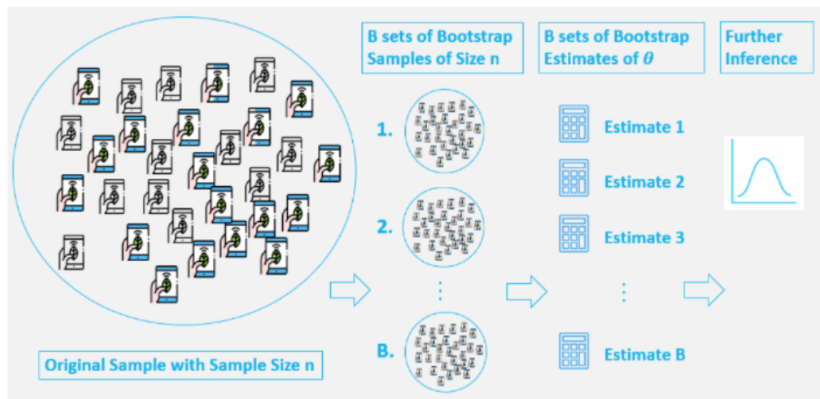 B sets of Bootstrap
Samples of Size n
B sets of Bootstrap
Estimates of θ
Further
Inference
1.
Estimate 1
Estimate 2
2.
Estimate 3
⋮
⋮
B.
Estimate B
Original Sample with Sample Size n